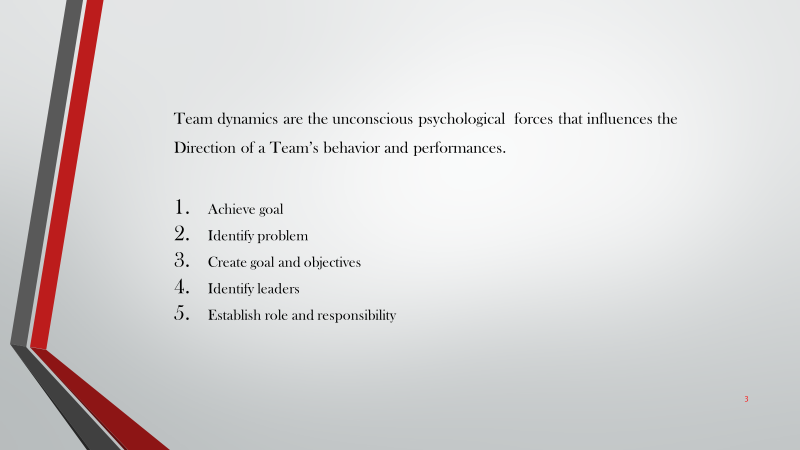 Team dynamics are the unconscious psychological forces that influences the
Direction of a Team's behavior and performances.
1. Achieve goal
2. Identify problem
3. Create goal and objectives
4. Identify leaders
5. Establish role and responsibility
3